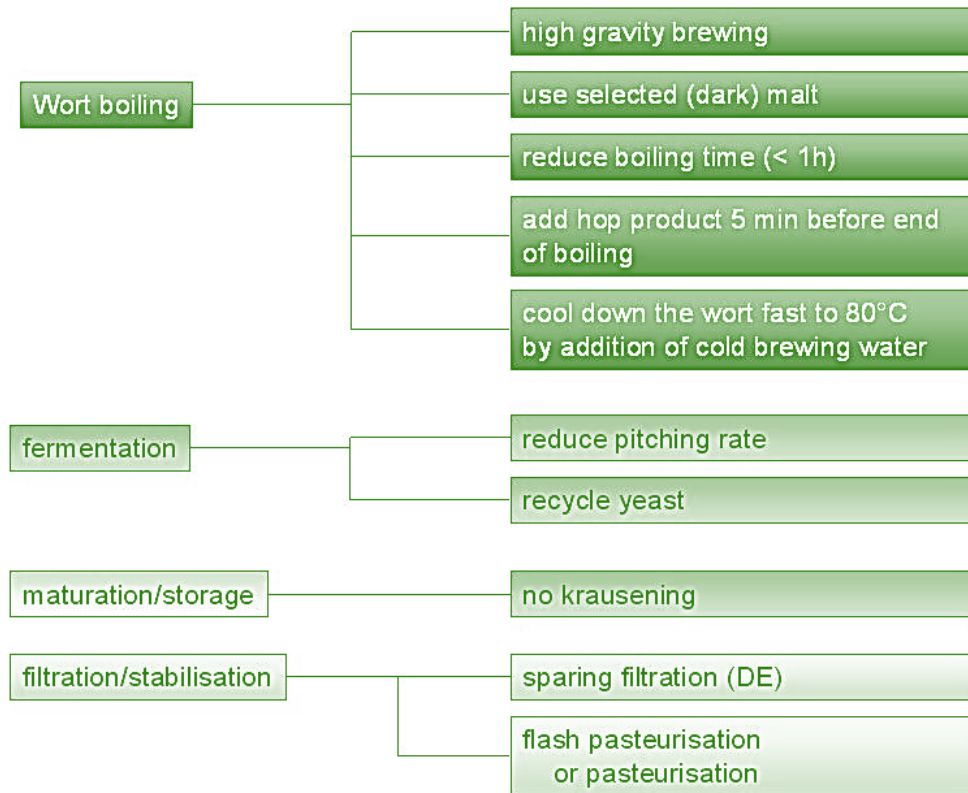 Wort boiling
high gravity brewing
use selected (dark) malt
reduce boiling time (< 1h)
add hop product 5 min before end
of boiling
cool down the wort fast to 80°C
by addition of cold brewing water
fermentation
reduce pitching rate
recycle yeast
maturation/storage
no krausening
filtration/stabilisation
sparing filtration (DE)
flash pasteurisation
or pasteurisation